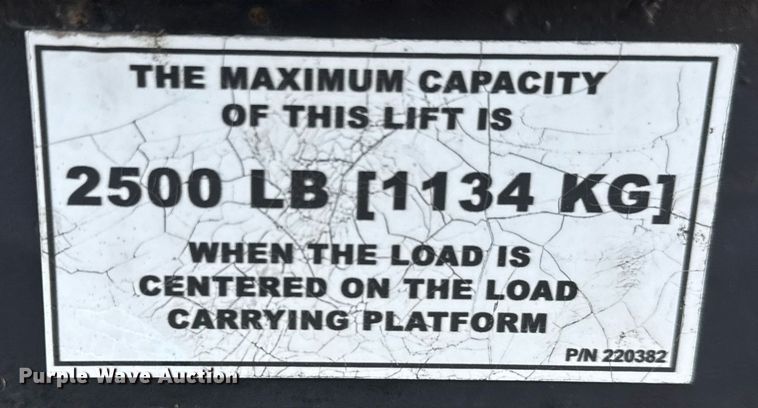 THE MAXIMUM CAPACITY
OF THIS LIFT IS
2500 LB [1134 KG]
WHEN THE LOAD IS
CENTERED ON THE LOAD
CARRYING PLATFORM
P/N 220382
Purple Wave Auction